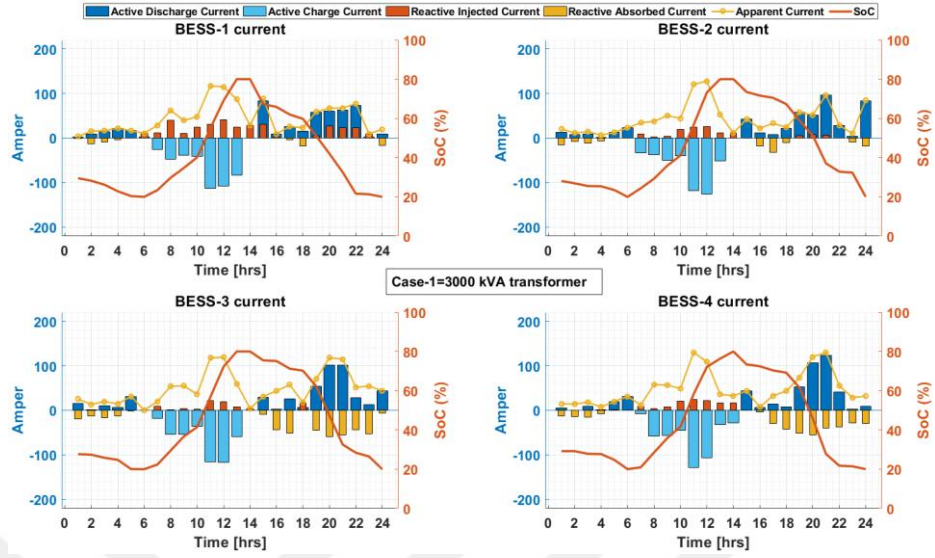 Active Discharge Current Active Charge Current Reactive Injected Current Reactive Absorbed Current Apparent Current SoC
BESS-1 current
200
100
0
-100
-200
Amper
100
80
60
40
20
0
SoC (%)
0 2 4 6 8 10 12 14 16 18 20 22 24
Time [hrs]
BESS-2 current
200
100
0
-100
-200
Amper
100
80
60
40
20
0
SoC (%)
0 2 4 6 8 10 12 14 16 18 20 22 24
Time [hrs]
Case-1=3000 kVA transformer
BESS-3 current
200
100
0
-100
-200
Amper
100
80
60
40
20
0
SoC (%)
0 2 4 6 8 10 12 14 16 18 20 22 24
Time [hrs]
BESS-4 current
200
100
0
-100
-200
Amper
100
80
60
40
20
0
SoC (%)
0 2 4 6 8 10 12 14 16 18 20 22 24
Time [hrs]